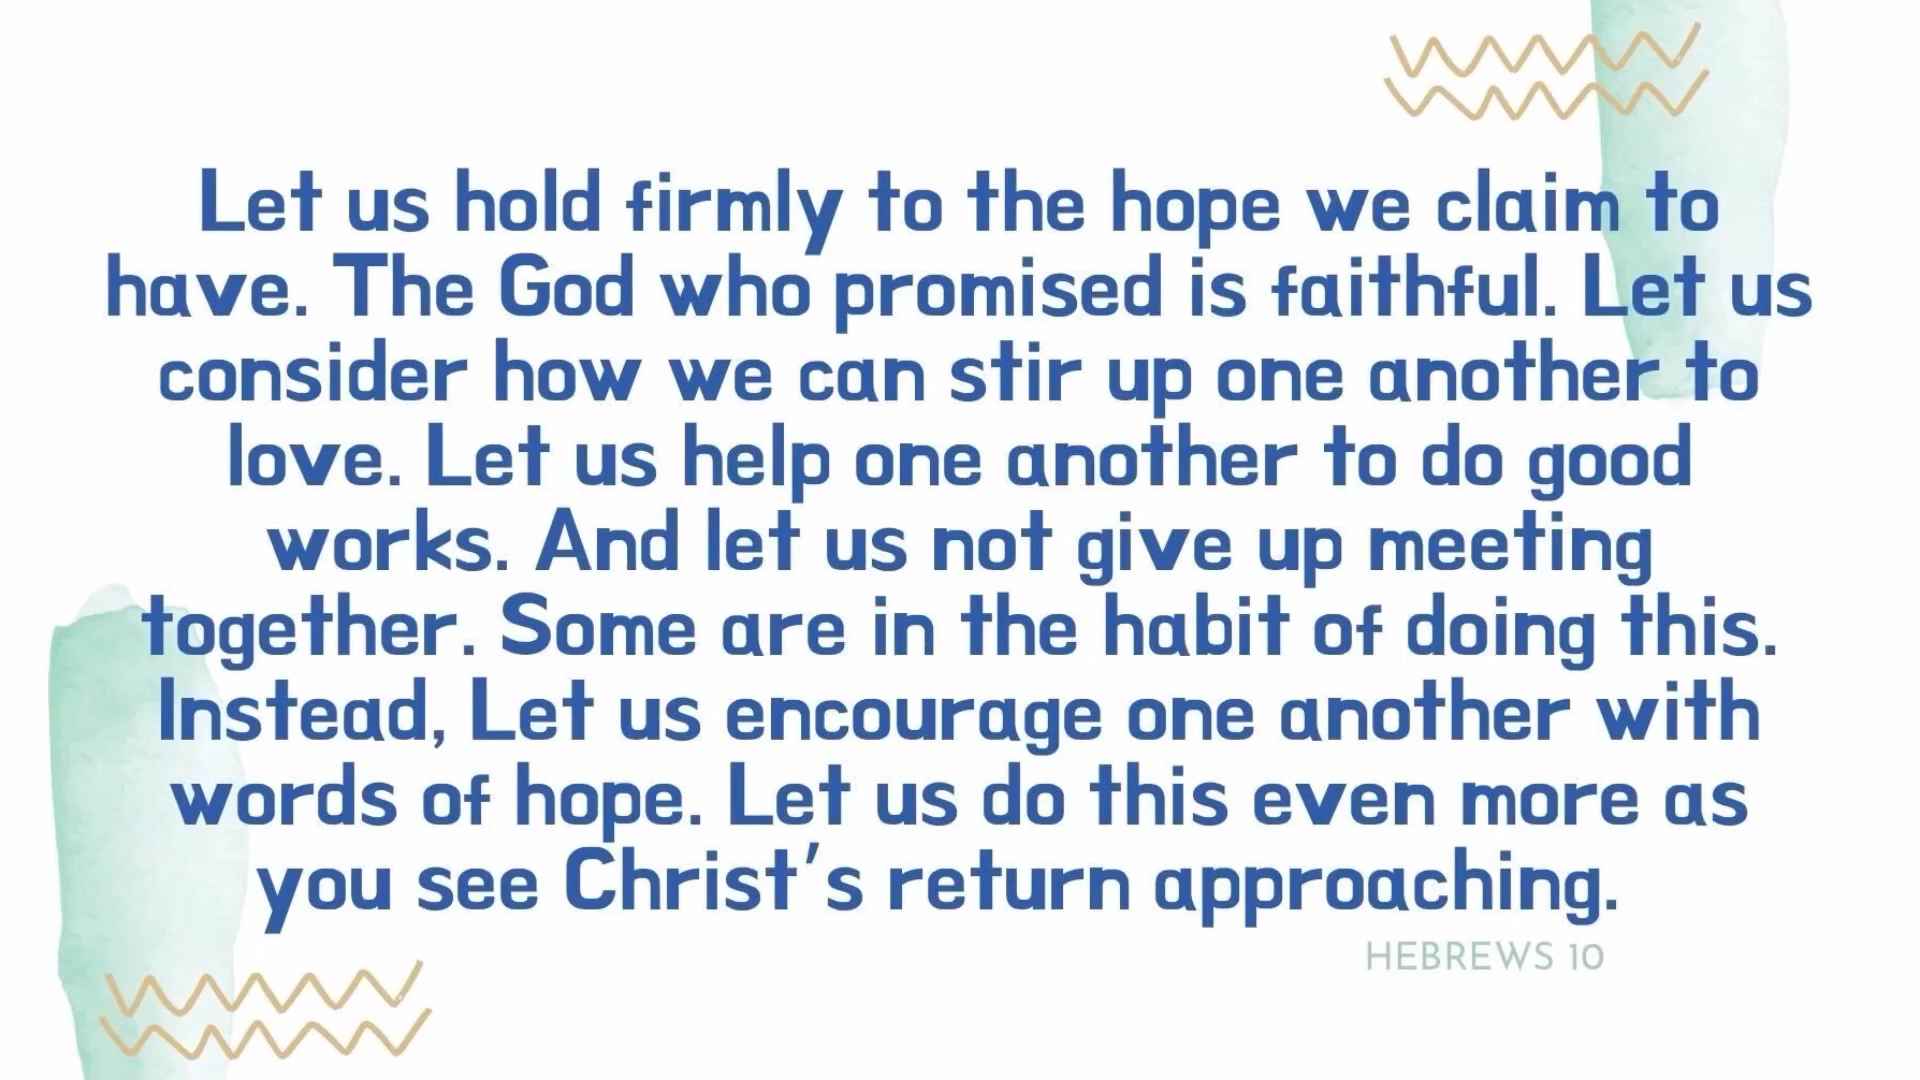 Let us hold firmly to the hope we claim to
have. The God who promised is faithful. Let us
consider how we can stir up one another to
love. Let us help one another to do good
works. And let us not give up meeting
together. Some are in the habit of doing this.
Instead, Let us encourage one another with
words of hope. Let us do this even more as
you see Christ's return approaching.
HEBREWS 10